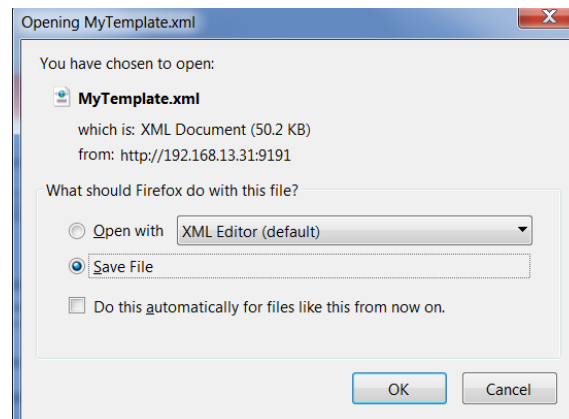 Opening MyTemplate.xml
You have chosen to open:
MyTemplate.xml
which is: XML Document (50.2 KB)
from: http://192.168.13.31:9191
What should Firefox do with this file?
Open with XML Editor (default)
Save File
Do this automatically for files like this from now on.
OK Cancel